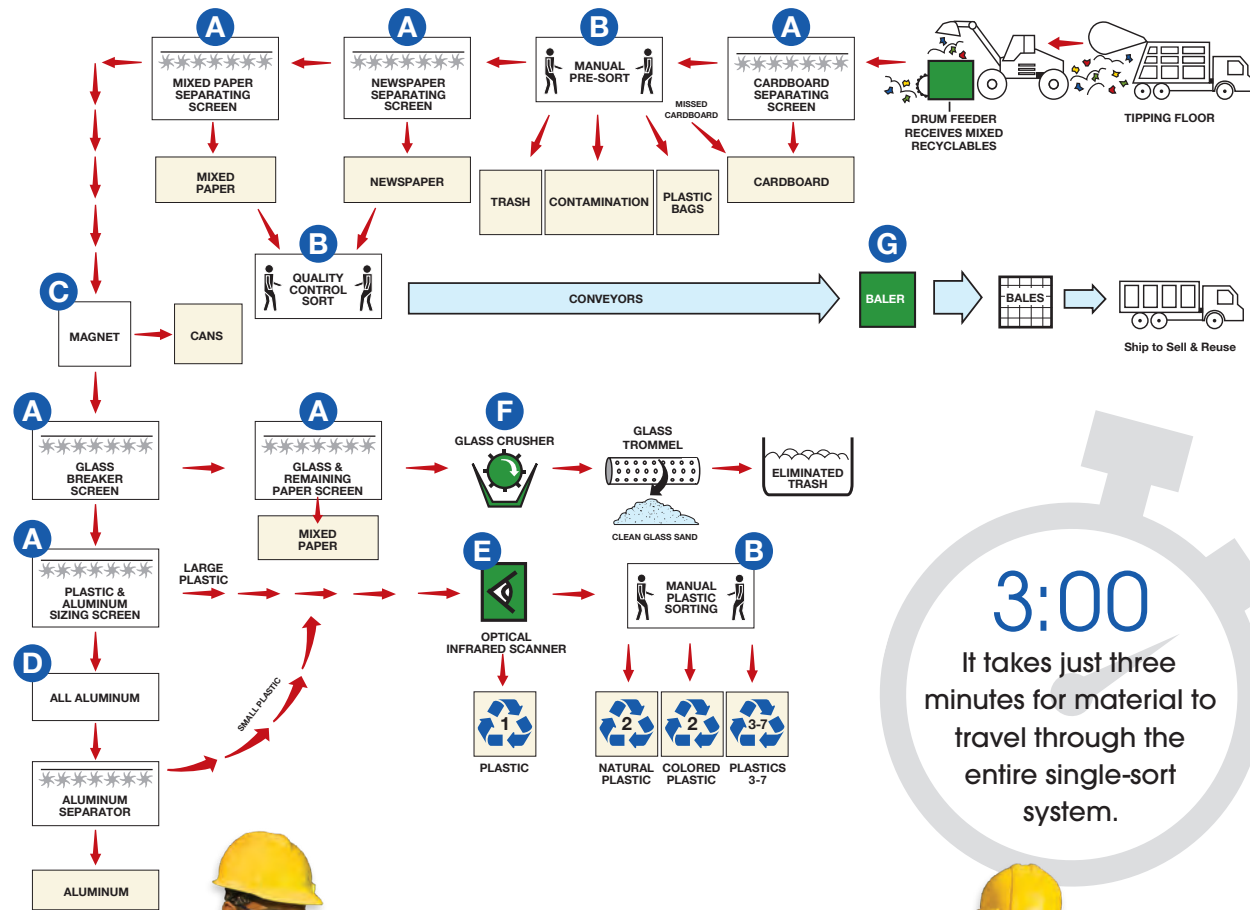 A
A
B
A
MIXED PAPER
SEPARATING
SCREEN
NEWSPAPER
SEPARATING
SCREEN
MANUAL
PRE-SORT
CARDBOARD
SEPARATING
SCREEN
MISSED
CARDBOARD
DRUM FEEDER
RECEIVES MIXED
RECYCLABLES
TIPPING FLOOR
MIXED
PAPER
NEWSPAPER
TRASH
CONTAMINATION
PLASTIC
BAGS
CARDBOARD
B
QUALITY
CONTROL
SORT
CONVEYORS
G
BALER
BALES
Ship to Sell & Reuse
C
MAGNET
CANS
A
GLASS
BREAKER
SCREEN
A
GLASS &
REMAINING
PAPER SCREEN
MIXED
PAPER
F
GLASS CRUSHER
GLASS
TROMMEL
CLEAN GLASS SAND
ELIMINATED
TRASH
A
PLASTIC &
ALUMINUM
SIZING SCREEN
LARGE
PLASTIC
E
OPTICAL
INFRARED SCANNER
B
MANUAL
PLASTIC
SORTING
D
ALL ALUMINUM
SMALL PLASTIC
ALUMINUM
SEPARATOR
ALUMINUM
1
PLASTIC
2
NATURAL
PLASTIC
2
COLORED
PLASTIC
3-7
PLASTICS
3-7
3:00
It takes just three
minutes for material to
travel through the
entire single-sort
system.